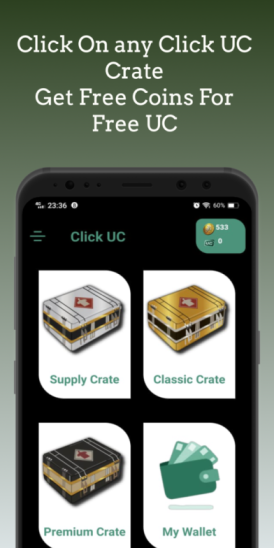 Click On any Click UC
Crate
Get Free Coins For
Free UC
23:36
60%
Click UC
533
0
Supply Crate
Classic Crate
Premium Crate
My Wallet